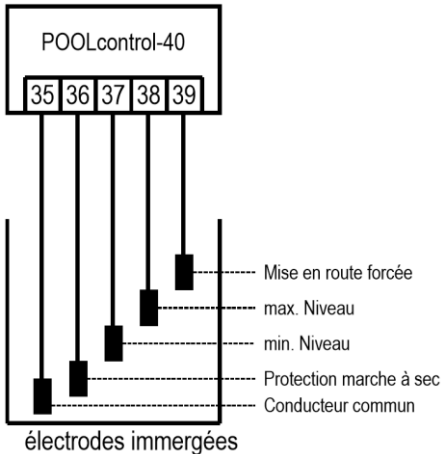 POOLcontrol-40
35 36 37 38 39
Mise en route forcée
max. Niveau
min. Niveau
Protection marche à sec
Conducteur commun
électrodes immergées